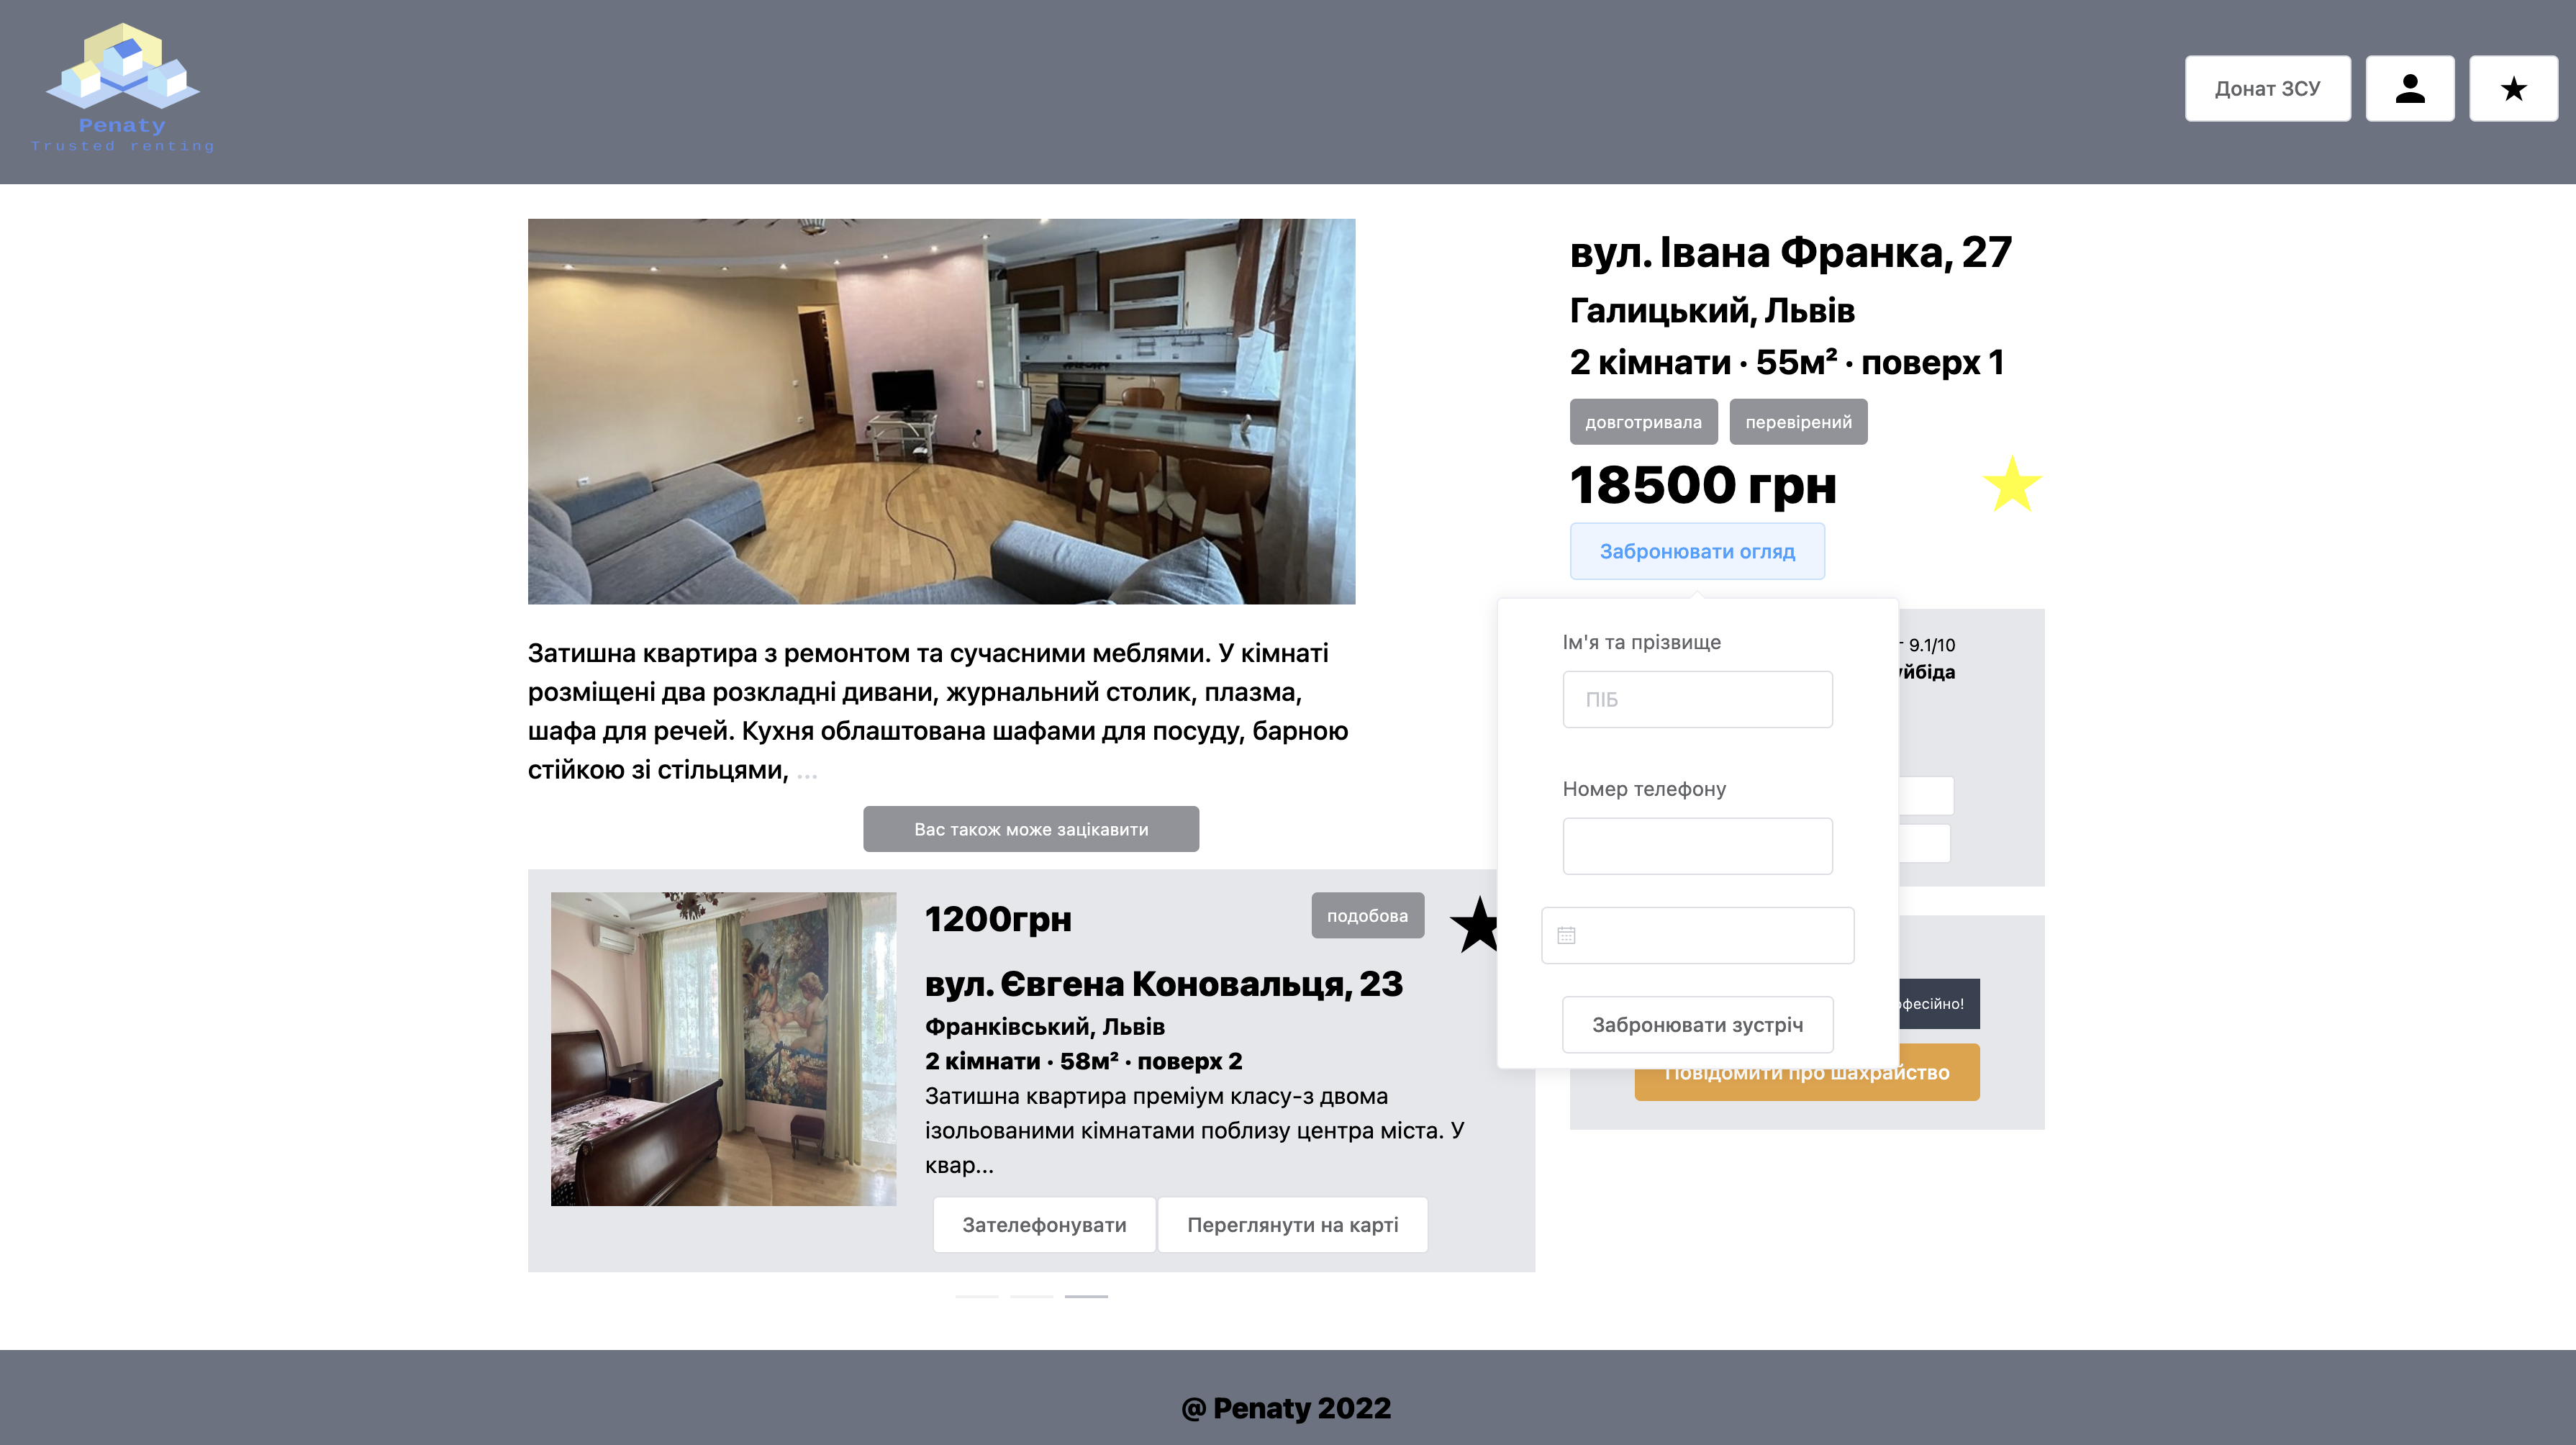 Penaty
Trusted renting
Донат ЗСУ
вул. Івана Франка, 27
Галицький, Львів
2 кімнати · 55м² · поверх 1
довготривала
перевірений
18500 грн
Забронювати огляд
Ім'я та прізвище
ПІБ
Номер телефону
Забронювати зустріч
9.1/10
Повідомити про шахрайство
Затишна квартира з ремонтом та сучасними меблями. У кімнаті
розміщені два розкладні дивани, журнальний столик, плазма,
шафа для речей. Кухня облаштована шафами для посуду, барною
стійкою зі стільцями, ...
Вас також може зацікавити
1200грн
подобова
вул. Євгена Коновальця, 23
Франківський, Львів
2 кімнати · 58м² · поверх 2
Затишна квартира преміум класу-з двома
ізольованими кімнатами поблизу центра міста. У
квар...
Зателефонувати
Переглянути на карті
@ Penaty 2022